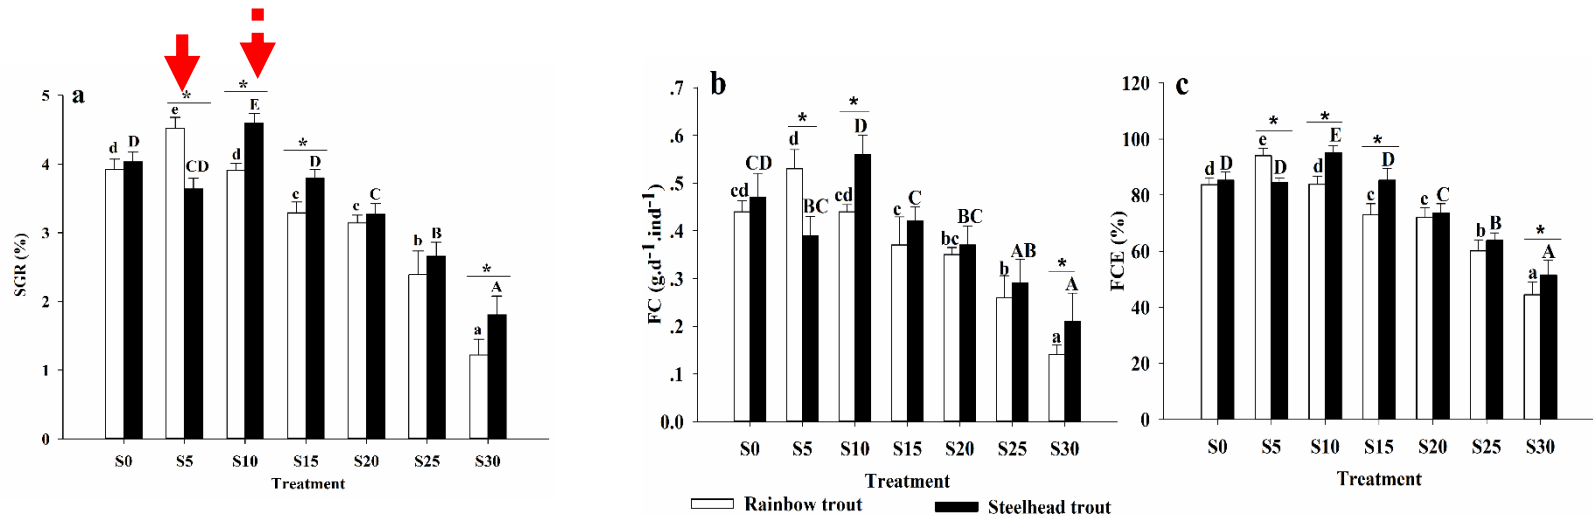 a
5
4
3
2
1
0
SGR (%)
d D
e CD
d E
c D
c C
b B
a A
*
*
*
*
S0 S5 S10 S15 S20 S25 S30
Treatment
b
.7
.6
.5
.4
.3
.2
.1
0.0
FC (g.d-1.ind-1)
cd CD
d BC
cd D
c C
bc BC
b AB
a A
*
*
*
S0 S5 S10 S15 S20 S25 S30
Treatment
c
120
100
80
60
40
20
0
FCE (%)
d D
e D
d E
c D
c C
b B
a A
*
*
*
*
S0 S5 S10 S15 S20 S25 S30
Treatment
Rainbow trout Steelhead trout